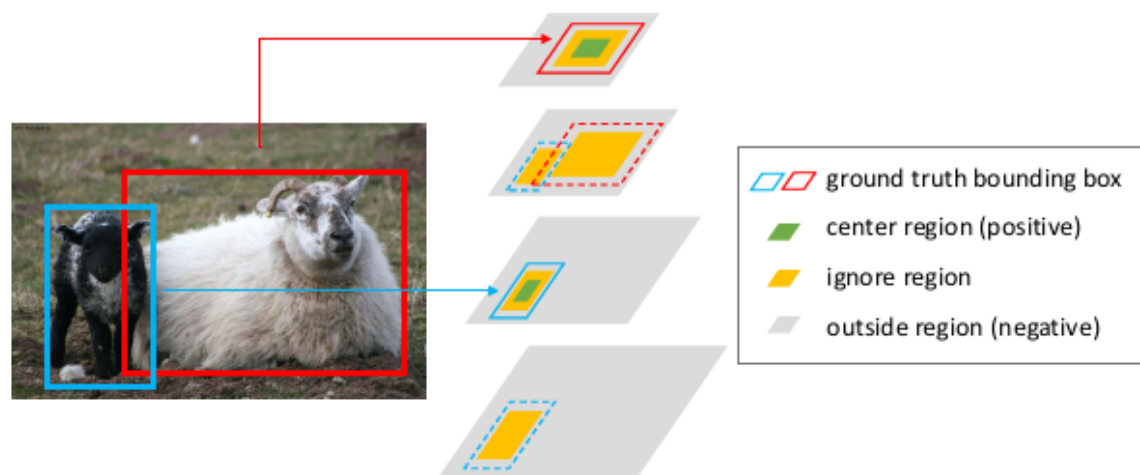 ground truth bounding box
center region (positive)
ignore region
outside region (negative)